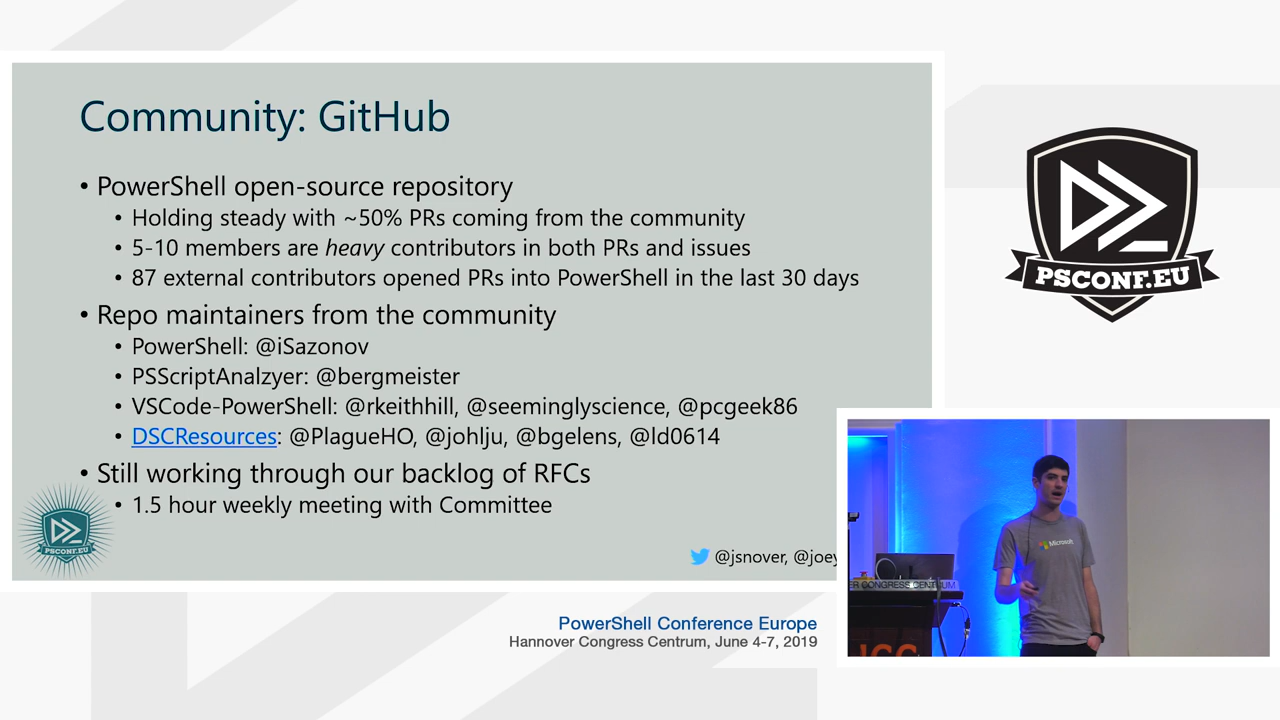 Community: GitHub
• PowerShell open-source repository
• Holding steady with ~50% PRs coming from the community
• 5-10 members are heavy contributors in both PRs and issues
• 87 external contributors opened PRs into PowerShell in the last 30 days
• Repo maintainers from the community
• PowerShell: @iSazonov
• PSScriptAnalzyer: @bergmeister
• VSCode-PowerShell: @rkeithhill, @seeminglyscience, @pcgeek86
• DSCResources: @PlagueHO, @johlju, @bgelens, @ld0614
• Still working through our backlog of RFCs
• 1.5 hour weekly meeting with Committee
PSCONF.EU
@jsnover, @joey
PSCONF.EU
Microsoft
ER CONGRESS CENTRUM
PowerShell Conference Europe
Hannover Congress Centrum, June 4-7, 2019